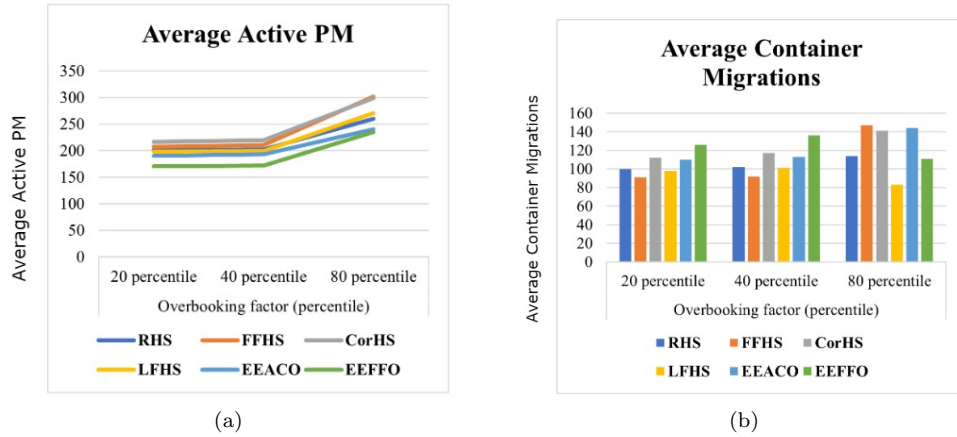 Average Active PM
Average Active PM
350
300
250
200
150
100
50
0
20 percentile 40 percentile 80 percentile
Overbooking factor (percentile)
RHS FFHS CorHS
LFHS EEACO EEFFO
(a)
Average Container
Migrations
Average Container Migrations
160
140
120
100
80
60
40
20
0
20 percentile 40 percentile 80 percentile
Overbooking factor (percentile)
RHS FFHS CorHS
LFHS EEACO EEFFO
(b)